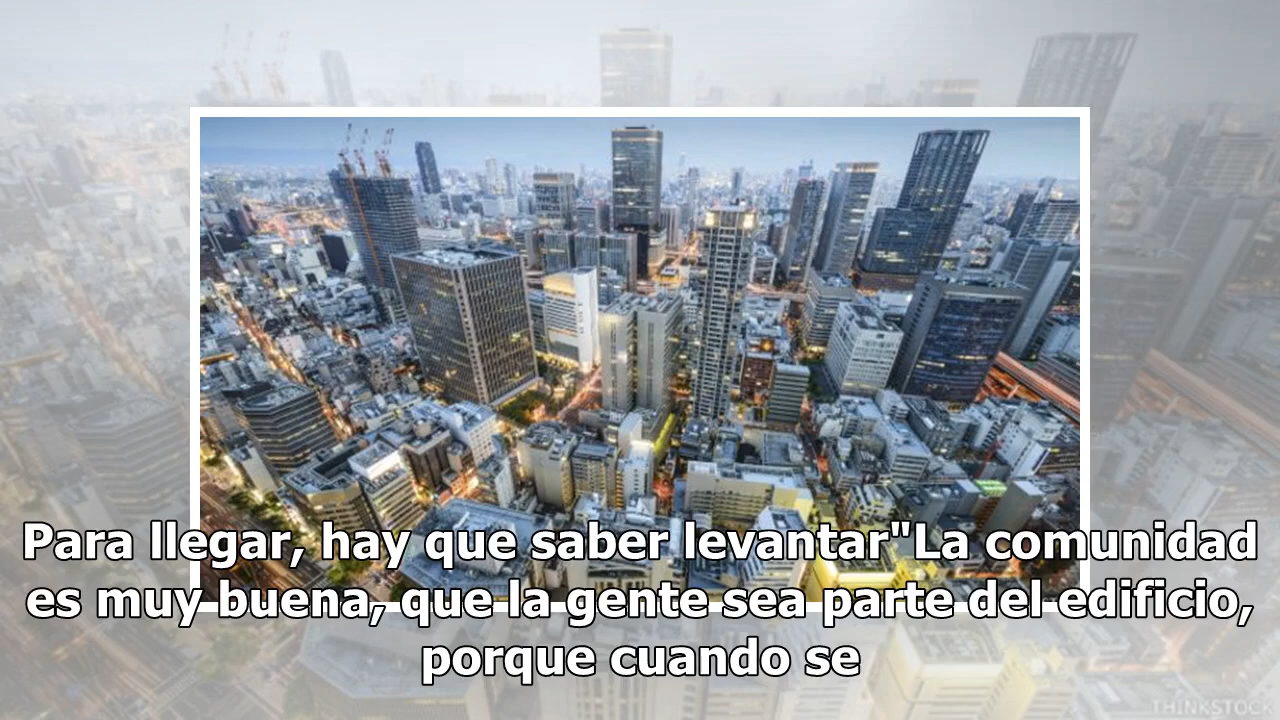 Para llegar, hay que saber levantar"La comunidad
es muy buena, que la gente sea parte del edificio,
porque cuando se
THINKSTOCK